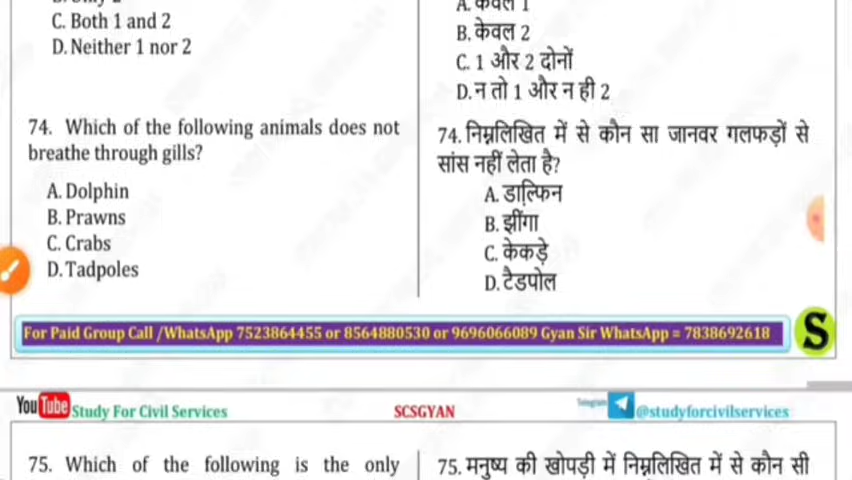 C. Both 1 and 2
D. Neither 1 nor 2
74. Which of the following animals does not
breathe through gills?
A. Dolphin
B. Prawns
C. Crabs
D. Tadpoles
A. केवल 1
B. केवल 2
C. 1 और 2 दोनों
D. न तो 1 और न ही 2
74. निम्नलिखित में से कौन सा जानवर गलफड़ों से
सांस नहीं लेता है?
A. डाल्फिन
B. झींगा
C. केकड़े
D. टैडपोल
For Paid Group Call /WhatsApp 7523864455 or 8564880530 or 9696066089 Gyan Sir WhatsApp = 7838692618
S
YouTube Study For Civil Services
SCSGYAN
Telegram @studyforcivilservices
75. Which of the following is the only
75. मनुष्य की खोपड़ी में निम्नलिखित में से कौन सी